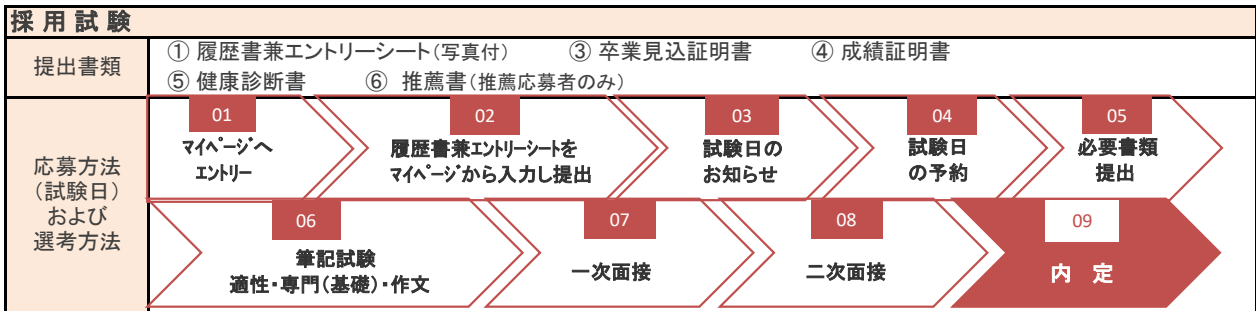 採用試験
提出書類
① 履歴書兼エントリーシート(写真付) ③ 卒業見込証明書 ④ 成績証明書
⑤ 健康診断書 ⑥ 推薦書(推薦応募者のみ)
応募方法
(試験日)
および
選考方法
01
マイページへ
エントリー
02
履歴書兼エントリーシートを
マイページから入力し提出
03
試験日の
お知らせ
04
試験日
の予約
05
必要書類
提出
06
筆記試験
適性・専門(基礎)・作文
07
一次面接
08
二次面接
09
内 定